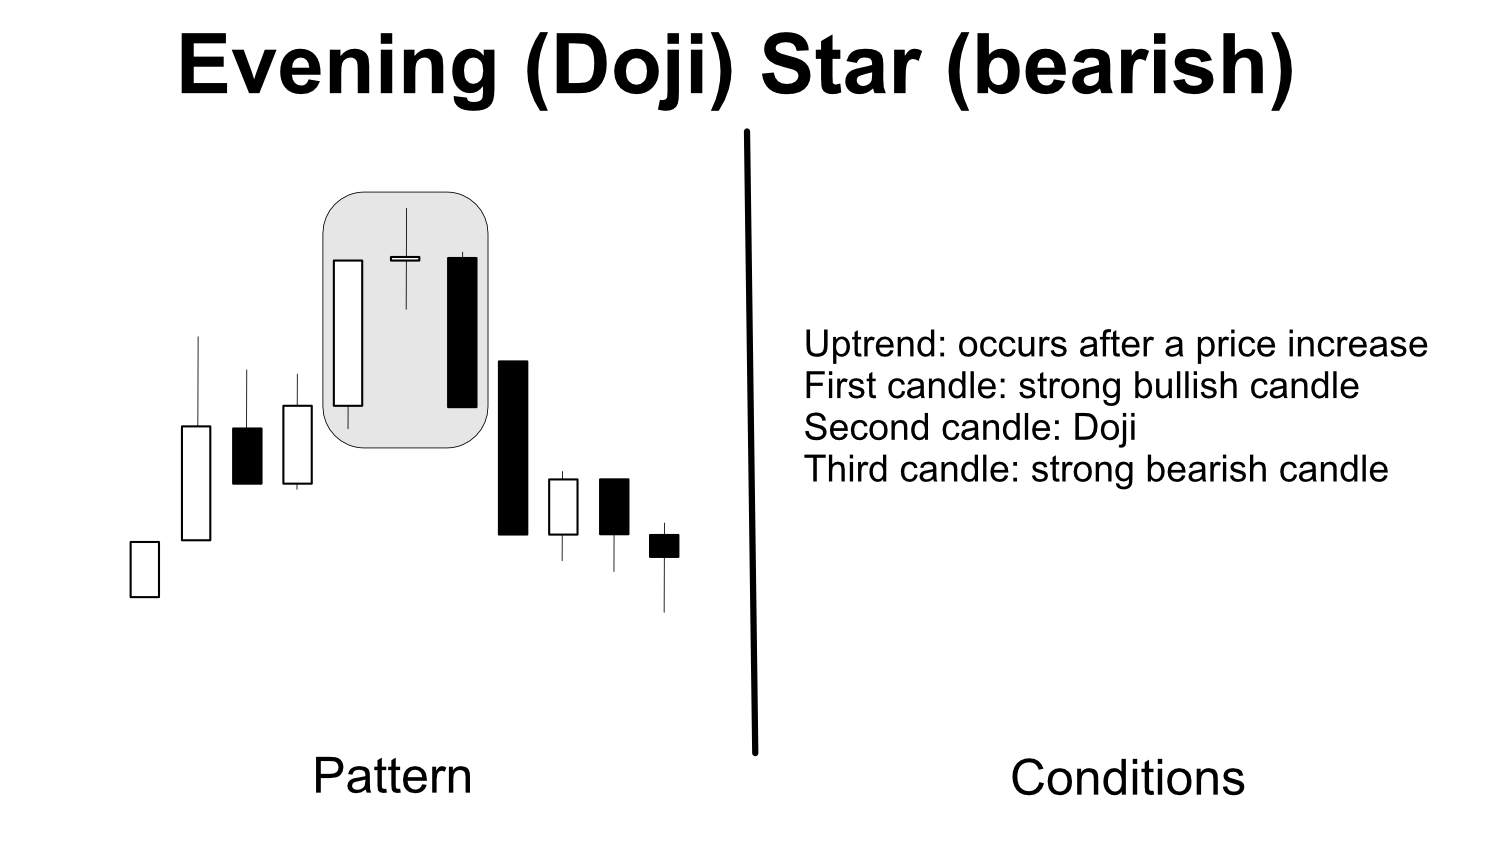 Evening (Doji) Star (bearish)
Uptrend: occurs after a price increase
First candle: strong bullish candle
Second candle: Doji
Third candle: strong bearish candle
Pattern
Conditions